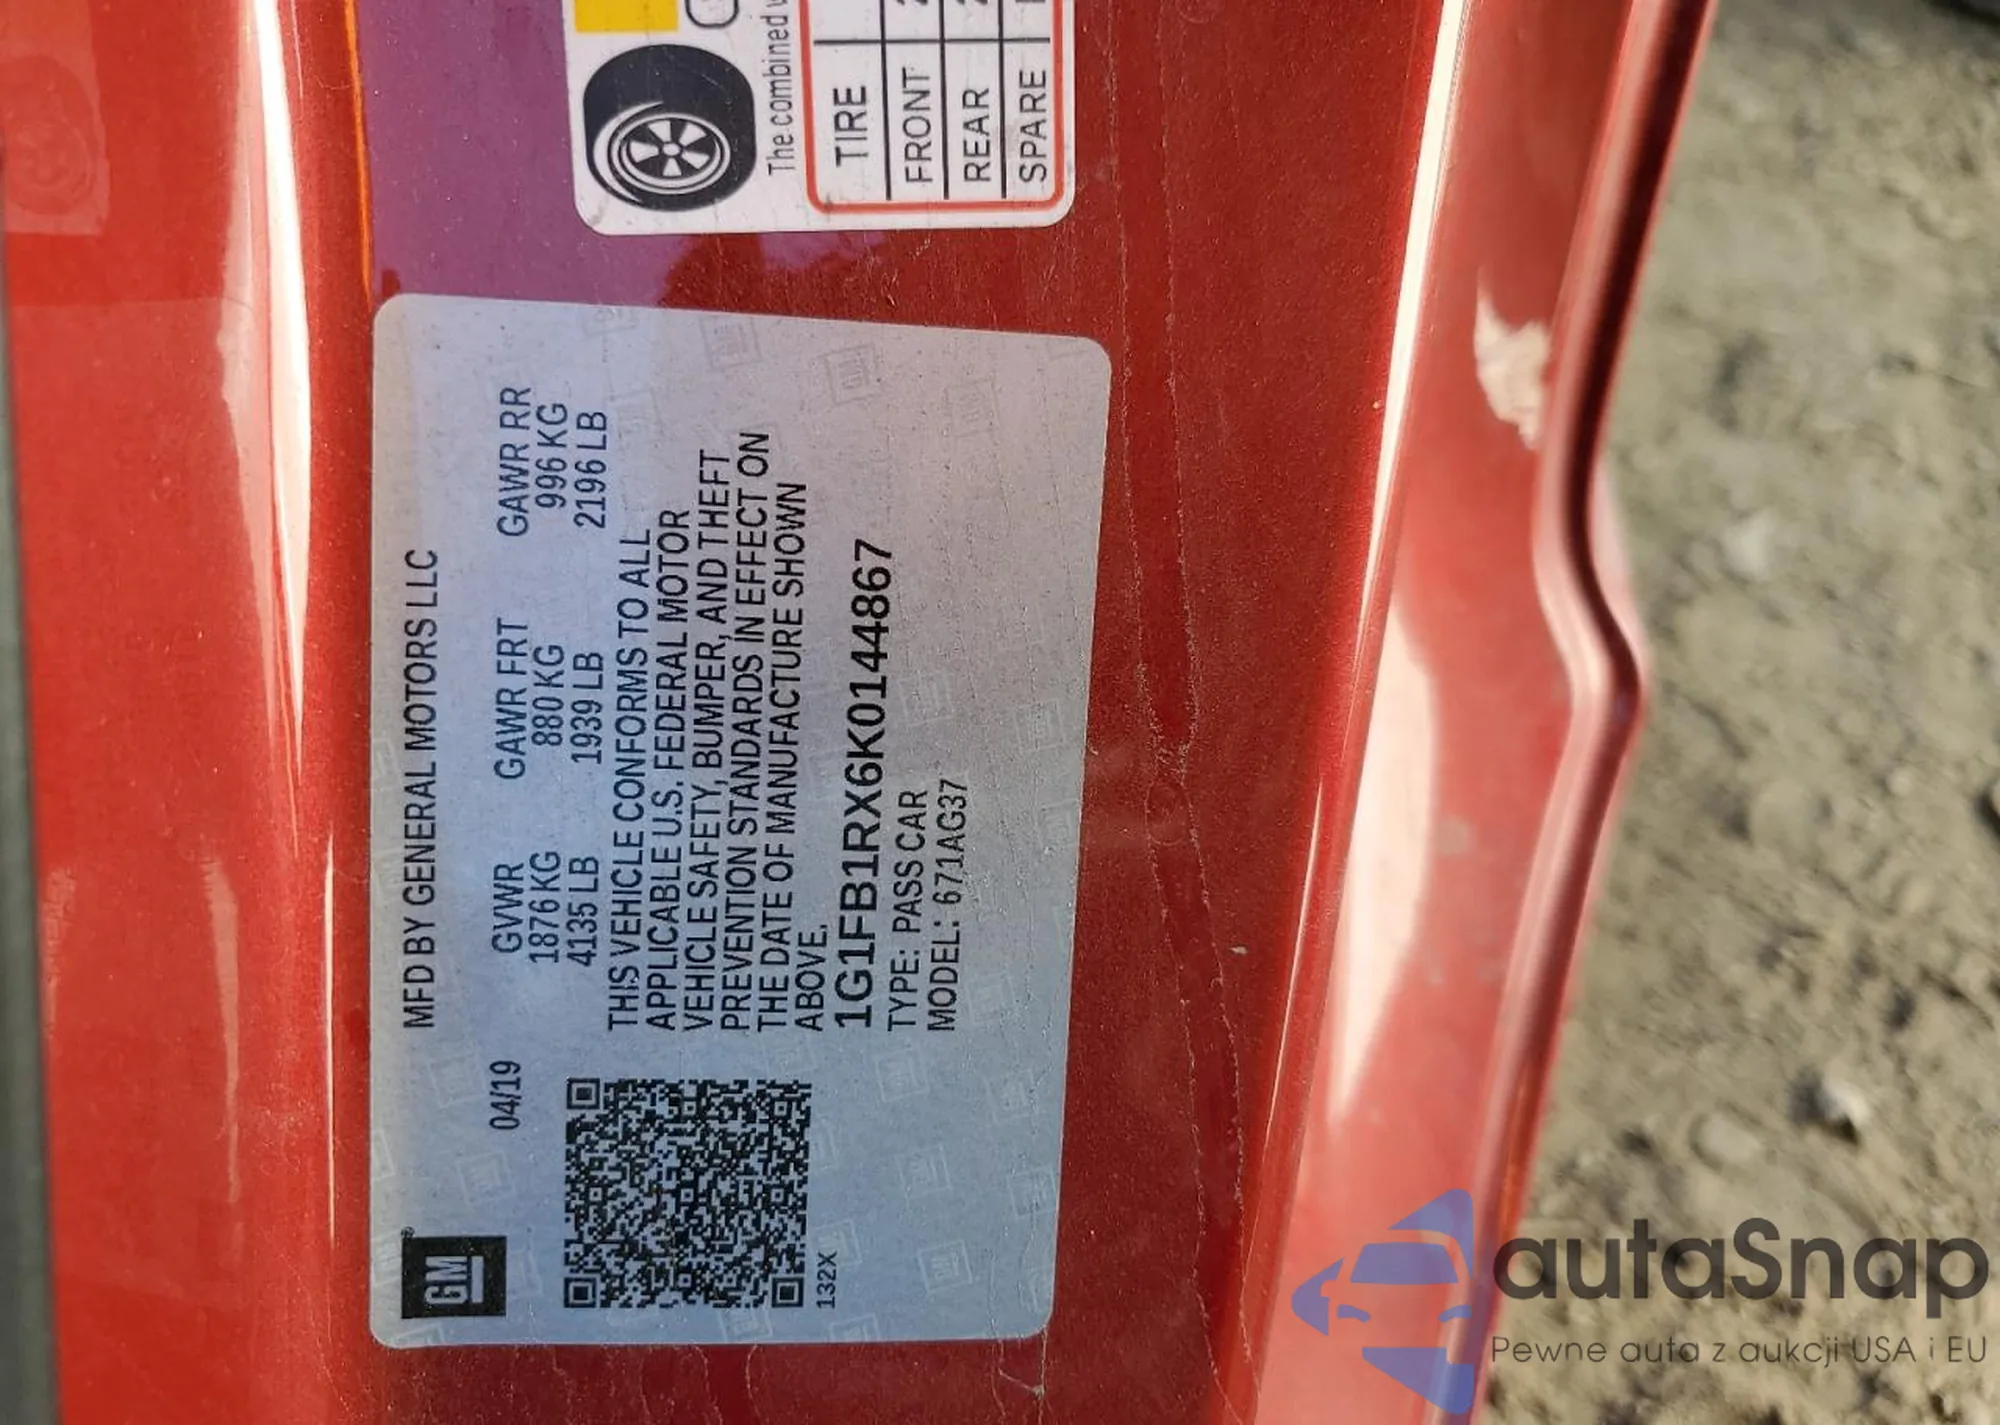 MFD BY GENERAL MOTORS LLC
GM
®
04/19
GVWR GAWR FRT GAWR RR
1876 KG 880 KG 996 KG
4135 LB 1939 LB 2196 LB
THIS VEHICLE CONFORMS TO ALL
APPLICABLE U.S. FEDERAL MOTOR
VEHICLE SAFETY, BUMPER, AND THEFT
PREVENTION STANDARDS IN EFFECT ON
THE DATE OF MANUFACTURE SHOWN
ABOVE.
1G1FB1RX6K0144867
TYPE: PASS CAR
MODEL: 671AG37
132X
The combined
TIRE
FRONT
REAR
SPARE
autaSnap
Pewne auta z aukcji USA i EU